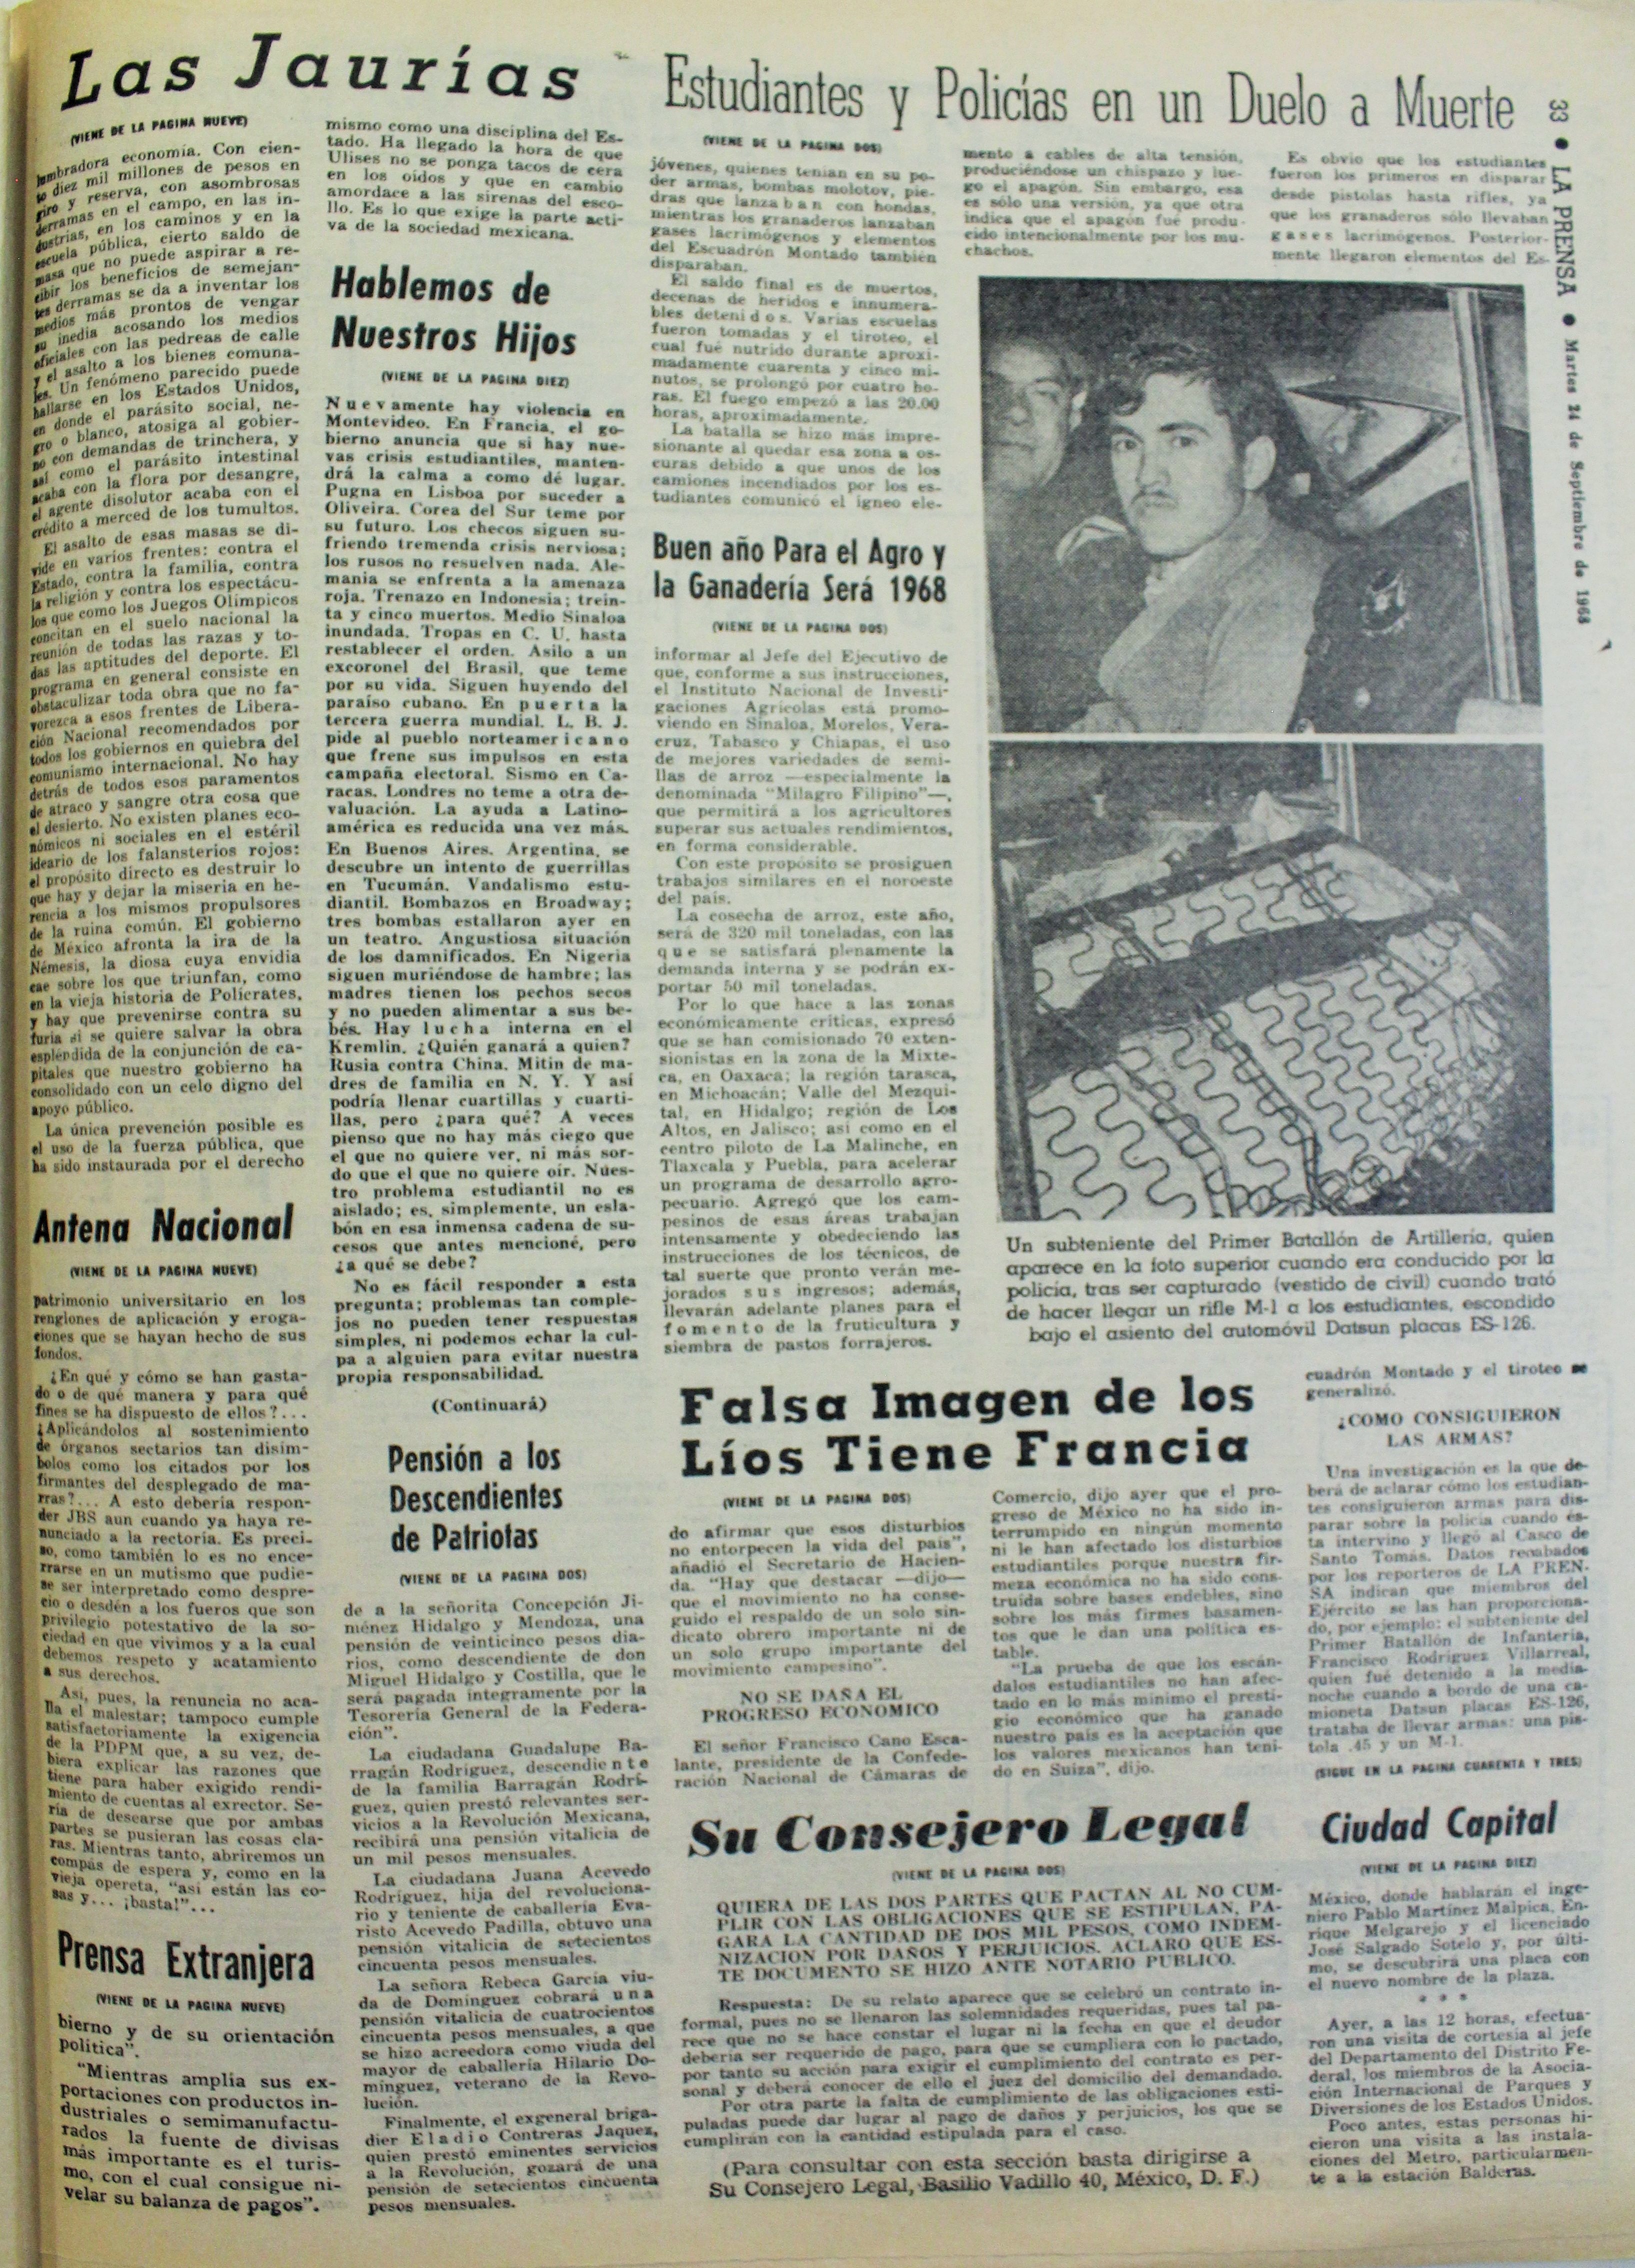 Las Jaurías
(VIENE DE LA PAGINA NUEVE)
economía. Con cien-
to diez mil millones de pesos en
giro y reserva, con asombrosas
derramas en el campo, en las in-
dustrias, en los caminos y en la
escuela pública, cierto saldo de
masa que no puede aspirar a re-
cibir los beneficios de semejan-
tes derramas se da a inventar los
medios más prontos de vengar
su inedia acosando los medios
oficiales con las pedreas de calle
y el asalto a los bienes comuna-
les. Un fenómeno parecido puede
hallarse en los Estados Unidos,
en donde el parásito social, ne-
gro o blanco, atosiga al gobier-
no con demandas de trinchera, y
así como el parásito intestinal
acaba con la flora por desangre,
el agente disolutor acaba con el
crédito a merced de los tumultos.
El asalto de esas masas se di-
vide en varios frentes: contra el
Estado, contra la familia, contra
la religión y contra los espectácu-
los que como los Juegos Olímpicos
concitan en el suelo nacional la
reunión de todas las razas y to-
das las aptitudes del deporte. El
programa en general consiste en
obstaculizar toda obra que no fa-
vorezca a esos frentes de Libera-
ción Nacional recomendados por
todos los gobiernos en quiebra del
comunismo internacional. No hay
detrás de todos esos paramentos
de atraco y sangre otra cosa que
el desierto. No existen planes eco-
nómicos ni sociales en el estéril
ideario de los falansterios rojos:
el propósito directo es destruir lo
que hay y dejar la miseria en he-
rencia a los mismos propulsores
de la ruina común. El gobierno
de México afronta la ira de la
Némesis, la diosa cuya envidia
cae sobre los que triunfan, como
en la vieja historia de Polícrates,
y hay que prevenirse contra su
furia si se quiere salvar la obra
espléndida de la conjunción de ca-
pitales que nuestro gobierno ha
consolidado con un celo digno del
apoyo público.
La única prevención posible es
el uso de la fuerza pública, que
ha sido instaurada por el derecho
mismo como una disciplina del Es-
tado. Ha llegado la hora de que
Ulises no se ponga tacos de cera
en los oídos y que en cambio
amordace a las sirenas del esco-
llo. Es lo que exige la parte acti-
va de la sociedad mexicana.
Antena Nacional
(VIENE DE LA PAGINA NUEVE)
patrimonio universitario en los
renglones de aplicación y eroga-
ciones que se hayan hecho de sus
fondos.
¿En qué y cómo se han gasta-
do o de qué manera y para qué
fines se ha dispuesto de ellos?...
¿Aplicándolos al sostenimiento
de órganos sectarios tan disím-
bolos como los citados por los
firmantes del desplegado de ma-
rras?... A esto debería respon-
der JBS aun cuando ya haya re-
nunciado a la rectoría. Es preci-
so, como también lo es no ence-
rrarse en un mutismo que pudie-
se ser interpretado como despre-
cio o desdén a los fueros que son
privilegio potestativo de la so-
ciedad en que vivimos y a la cual
debemos respeto y acatamiento
a sus derechos.
Así, pues, la renuncia no aca-
lla el malestar; tampoco cumple
satisfactoriamente la exigencia
de la PDPM que, a su vez, de-
biera explicar las razones que
tiene para haber exigido rendi-
miento de cuentas al exrector. Se-
ría de desearse que por ambas
partes se pusieran las cosas cla-
ras. Mientras tanto, abriremos un
compás de espera y, como en la
vieja opereta, "así están las co-
sas y... ¡basta!"...
Prensa Extranjera
(VIENE DE LA PAGINA NUEVE)
bierno y de su orientación
política".
"Mientras amplía sus ex-
portaciones con productos in-
dustriales o semimanufactu-
rados la fuente de divisas
más importante es el turis-
mo, con el cual consigue ni-
velar su balanza de pagos".
Hablemos de
Nuestros Hijos
(VIENE DE LA PAGINA DIEZ)
Nuevamente hay violencia en
Montevideo. En Francia, el go-
bierno anuncia que si hay nue-
vas crisis estudiantiles, manten-
drá la calma a como dé lugar.
Pugna en Lisboa por suceder a
Oliveira. Corea del Sur teme por
su futuro. Los checos siguen su-
friendo tremenda crisis nerviosa;
los rusos no resuelven nada. Ale-
mania se enfrenta a la amenaza
roja. Trenazo en Indonesia; trein-
ta y cinco muertos. Medio Sinaloa
inundada. Tropas en C. U. hasta
restablecer el orden. Asilo a un
excoronel del Brasil, que teme
por su vida. Siguen huyendo del
paraíso cubano. En puerta la
tercera guerra mundial. L. B. J.
pide al pueblo norteamericano
que frene sus impulsos en esta
campaña electoral. Sismo en Ca-
racas. Londres no teme a otra de-
valuación. La ayuda a Latino-
américa es reducida una vez más.
En Buenos Aires, Argentina, se
descubre un intento de guerrillas
en Tucumán. Vandalismo estu-
diantil. Bombazos en Broadway;
tres bombas estallaron ayer en
un teatro. Angustiosa situación
de los damnificados. En Nigeria
siguen muriéndose de hambre; las
madres tienen los pechos secos
y no pueden alimentar a sus be-
bés. Hay lucha interna en el
Kremlin. ¿Quién ganará a quien?
Rusia contra China. Mitin de ma-
dres de familia en N. Y. Y así
podría llenar cuartillas y cuarti-
llas, pero ¿para qué? A veces
pienso que no hay más ciego que
el que no quiere ver, ni más sor-
do que el que no quiere oír. Nues-
tro problema estudiantil no es
aislado; es, simplemente, un esla-
bón en esa inmensa cadena de su-
cesos que antes mencioné, pero
¿a qué se debe?
No es fácil responder a esta
pregunta; problemas tan comple-
jos no pueden tener respuestas
simples, ni podemos echar la cul-
pa a alguien para evitar nuestra
propia responsabilidad.
(Continuará)
Pensión a los
Descendientes
de Patriotas
(VIENE DE LA PAGINA DOS)
de a la señorita Concepción Ji-
ménez Hidalgo y Mendoza, una
pensión de veinticinco pesos dia-
rios, como descendiente de don
Miguel Hidalgo y Costilla, que le
será pagada íntegramente por la
Tesorería General de la Federa-
ción".
La ciudadana Guadalupe Ba-
rragán Rodríguez, descendiente
de la familia Barragán Rodrí-
guez, quien prestó relevantes ser-
vicios a la Revolución Mexicana,
recibirá una pensión vitalicia de
un mil pesos mensuales.
La ciudadana Juana Acevedo
Rodríguez, hija del revoluciona-
rio y teniente de caballería Eva-
risto Acevedo Padilla, obtuvo una
pensión vitalicia de setecientos
cincuenta pesos mensuales.
La señora Rebeca García viu-
da de Domínguez cobrará una
pensión vitalicia de cuatrocientos
cincuenta pesos mensuales, a que
se hizo acreedora como viuda del
mayor de caballería Hilario Do-
mínguez, veterano de la Revo-
lución.
Finalmente, el exgeneral briga-
dier Eladio Contreras Jaquez,
quien prestó eminentes servicios
a la Revolución, gozará de una
pensión de setecientos cincuenta
pesos mensuales.
Estudiantes y Policías en un Duelo a Muerte
(VIENE DE LA PAGINA DOS)
jóvenes, quienes tenían en su po-
der armas, bombas molotov, pie-
dras que lanzaban con hondas,
mientras los granaderos lanzaban
gases lacrimógenos y elementos
del Escuadrón Montado también
disparaban.
El saldo final es de muertos,
decenas de heridos e innumera-
bles detenidos. Varias escuelas
fueron tomadas y el tiroteo, el
cual fue nutrido durante aproxi-
madamente cuarenta y cinco mi-
nutos, se prolongó por cuatro ho-
ras. El fuego empezó a las 20.00
horas, aproximadamente.
La batalla se hizo más impre-
sionante al quedar esa zona a os-
curas debido a que unos de los
camiones incendiados por los es-
tudiantes comunicó el ígneo ele-
mento a cables de alta tensión,
produciéndose un chispazo y lue-
go el apagón. Sin embargo, esa
es sólo una versión, ya que otra
indica que el apagón fue produ-
cido intencionalmente por los mu-
chachos.
Es obvio que los estudiantes
fueron los primeros en disparar
desde pistolas hasta rifles, ya
que los granaderos sólo llevaban
gases lacrimógenos. Posterior-
mente llegaron elementos del Es-
33 • LA PRENSA • Martes 24 de Septiembre de 1968
Un subteniente del Primer Batallón de Artillería, quien
aparece en la foto superior cuando era conducido por la
policía, tras ser capturado (vestido de civil) cuando trató
de hacer llegar un rifle M-1 a los estudiantes, escondido
bajo el asiento del automóvil Datsun placas ES-126.
cuadrón Montado y el tiroteo se
generalizó.
¿COMO CONSIGUIERON
LAS ARMAS?
Una investigación es la que de-
berá de aclarar cómo los estudian-
tes consiguieron armas para dis-
parar sobre la policía cuando és-
ta intervino y llegó al Casco de
Santo Tomás. Datos recabados
por los reporteros de LA PREN-
SA indican que miembros del
Ejército se las han proporciona-
do, por ejemplo: el subteniente del
Primer Batallón de Infantería,
Francisco Rodríguez Villarreal,
quien fue detenido a la media-
noche cuando a bordo de una ca-
mioneta Datsun placas ES-126,
trataba de llevar armas: una pis-
tola .45 y un M-1.
(SIGUE EN LA PAGINA CUARENTA Y TRES)
Buen año Para el Agro y
la Ganadería Será 1968
(VIENE DE LA PAGINA DOS)
informar al Jefe del Ejecutivo de
que, conforme a sus instrucciones,
el Instituto Nacional de Investi-
gaciones Agrícolas está promo-
viendo en Sinaloa, Morelos, Vera-
cruz, Tabasco y Chiapas, el uso
de mejores variedades de semi-
llas de arroz —especialmente la
denominada "Milagro Filipino"—,
que permitirá a los agricultores
superar sus actuales rendimientos,
en forma considerable.
Con este propósito se prosiguen
trabajos similares en el noroeste
del país.
La cosecha de arroz, este año,
será de 320 mil toneladas, con las
que se satisfará plenamente la
demanda interna y se podrán ex-
portar 50 mil toneladas.
Por lo que hace a las zonas
económicamente críticas, expresó
que se han comisionado 70 exten-
sionistas en la zona de la Mixte-
ca, en Oaxaca; la región tarasca,
en Michoacán; Valle del Mezqui-
tal, en Hidalgo; región de Los
Altos, en Jalisco; así como en el
centro piloto de La Malinche, en
Tlaxcala y Puebla, para acelerar
un programa de desarrollo agro-
pecuario. Agregó que los cam-
pesinos de esas áreas trabajan
intensamente y obedeciendo las
instrucciones de los técnicos, de
tal suerte que pronto verán me-
jorados sus ingresos; además,
llevarán adelante planes para el
fomento de la fruticultura y
siembra de pastos forrajeros.
Falsa Imagen de los
Líos Tiene Francia
(VIENE DE LA PAGINA DOS)
do afirmar que esos disturbios
no entorpecen la vida del país",
añadió el Secretario de Hacien-
da. "Hay que destacar —dijo—
que el movimiento no ha conse-
guido el respaldo de un solo sin-
dicato obrero importante ni de
un solo grupo importante del
movimiento campesino".
NO SE DAÑA EL
PROGRESO ECONOMICO
El señor Francisco Cano Esca-
lante, presidente de la Confede-
ración Nacional de Cámaras de
Comercio, dijo ayer que el pro-
greso de México no ha sido in-
terrumpido en ningún momento
ni le han afectado los disturbios
estudiantiles porque nuestra fir-
meza económica no ha sido cons-
truida sobre bases endebles, sino
sobre los más firmes basamen-
tos que le dan una política es-
table.
"La prueba de que los escán-
dalos estudiantiles no han afec-
tado en lo más mínimo el presti-
gio económico que ha ganado
nuestro país es la aceptación que
los valores mexicanos han teni-
do en Suiza", dijo.
Su Consejero Legal
(VIENE DE LA PAGINA DOS)
QUIERA DE LAS DOS PARTES QUE PACTAN AL NO CUM-
PLIR CON LAS OBLIGACIONES QUE SE ESTIPULAN, PA-
GARA LA CANTIDAD DE DOS MIL PESOS, COMO INDEM-
NIZACION POR DAÑOS Y PERJUICIOS. ACLARO QUE ES-
TE DOCUMENTO SE HIZO ANTE NOTARIO PUBLICO.
Respuesta: De su relato aparece que se celebró un contrato in-
formal, pues no se llenaron las solemnidades requeridas, pues tal pa-
rece que no se hace constar el lugar ni la fecha en que el deudor
debería ser requerido de pago, para que se cumpliera con lo pactado,
por tanto su acción para exigir el cumplimiento del contrato es per-
sonal y deberá conocer de ello el juez del domicilio del demandado.
Por otra parte la falta de cumplimiento de las obligaciones esti-
puladas puede dar lugar al pago de daños y perjuicios, los que se
cumplirán con la cantidad estipulada para el caso.
(Para consultar con esta sección basta dirigirse a
Su Consejero Legal, Basilio Vadillo 40, México, D. F.)
Ciudad Capital
(VIENE DE LA PAGINA DIEZ)
México, donde hablarán el inge-
niero Pablo Martínez Malpica, En-
rique Melgarejo y el licenciado
José Salgado Sotelo y, por últi-
mo, se descubrirá una placa con
el nuevo nombre de la plaza.
* * *
Ayer, a las 12 horas, efectua-
ron una visita de cortesía al jefe
del Departamento del Distrito Fe-
deral, los miembros de la Asocia-
ción Internacional de Parques y
Diversiones de los Estados Unidos.
Poco antes, estas personas hi-
cieron una visita a las instala-
ciones del Metro, particularmen-
te a la estación Balderas.